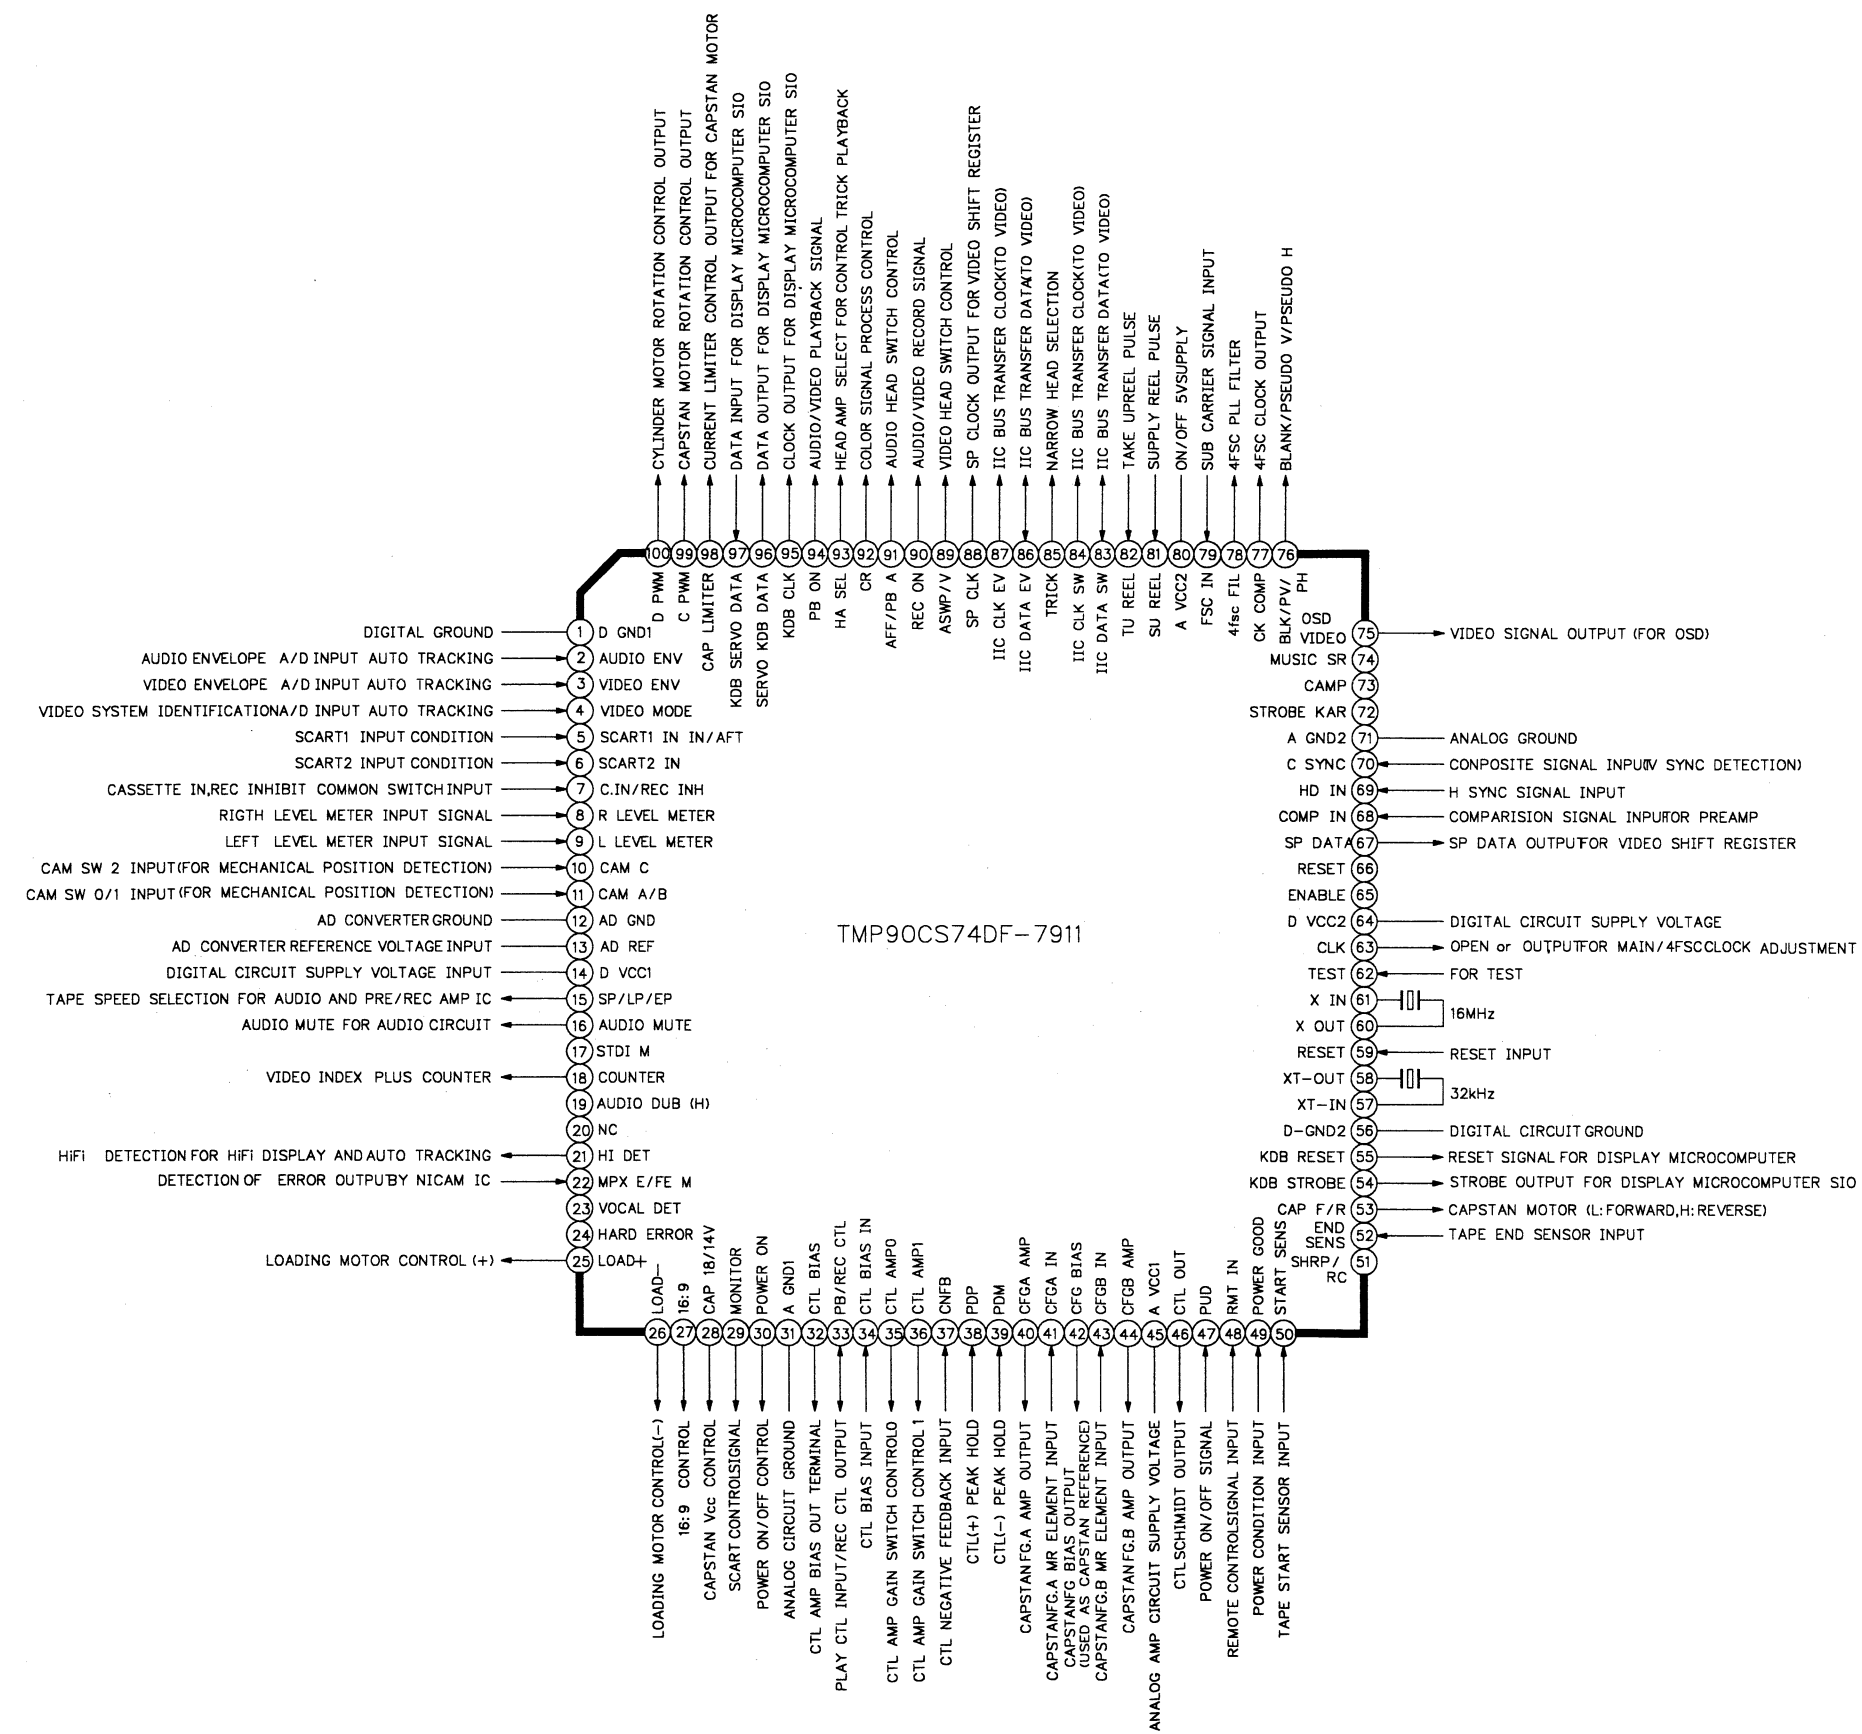 CYLINDER MOTOR ROTATION CONTROL OUTPUT
CAPSTAN MOTOR ROTATION CONTROL OUTPUT
CURRENT LIMITER CONTROL OUTPUT FOR CAPSTAN MOTOR
DATA INPUT FOR DISPLAY MICROCOMPUTER SIO
DATA OUTPUT FOR DISPLAY MICROCOMPUTER SIO
CLOCK OUTPUT FOR DISPLAY MICROCOMPUTER SIO
AUDIO/VIDEO PLAYBACK SIGNAL
HEAD AMP SELECT FOR CONTROL TRICK PLAYBACK
COLOR SIGNAL PROCESS CONTROL
AUDIO HEAD SWITCH CONTROL
AUDIO/VIDEO RECORD SIGNAL
VIDEO HEAD SWITCH CONTROL
SP CLOCK OUTPUT FOR VIDEO SHIFT REGISTER
IIC BUS TRANSFER CLOCK(TO VIDEO)
IIC BUS TRANSFER DATA(TO VIDEO)
NARROW HEAD SELECTION
IIC BUS TRANSFER CLOCK(TO VIDEO)
IIC BUS TRANSFER DATA(TO VIDEO)
TAKE UPREEL PULSE
SUPPLY REEL PULSE
ON/OFF 5VSUPPLY
SUB CARRIER SIGNAL INPUT
4FSC PLL FILTER
4FSC CLOCK OUTPUT
BLANK/PSEUDO V/PSEUDO H
100 D PWM
99 C PWM
98 CAP LIMITER
97 KDB SERVO DATA
96 SERVO KDB DATA
95 KDB CLK
94 PB ON
93 HA SEL
92 CR
91 AFF/PB A
90 REC ON
89 ASWP/V
88 SP CLK
87 IIC CLK EV
86 IIC DATA EV
85 TRICK
84 IIC CLK SW
83 IIC DATA SW
82 TU REEL
81 SU REEL
80 A VCC2
79 FSC IN
78 4fsc FIL
77 CK COMP
76 BLK/PV/
PH
DIGITAL GROUND 1 D GND1
AUDIO ENVELOPE A/D INPUT AUTO TRACKING 2 AUDIO ENV
VIDEO ENVELOPE A/D INPUT AUTO TRACKING 3 VIDEO ENV
VIDEO SYSTEM IDENTIFICATIONA/D INPUT AUTO TRACKING 4 VIDEO MODE
SCART1 INPUT CONDITION 5 SCART1 IN IN/AFT
SCART2 INPUT CONDITION 6 SCART2 IN
CASSETTE IN,REC INHIBIT COMMON SWITCH INPUT 7 C.IN/REC INH
RIGTH LEVEL METER INPUT SIGNAL 8 R LEVEL METER
LEFT LEVEL METER INPUT SIGNAL 9 L LEVEL METER
CAM SW 2 INPUT(FOR MECHANICAL POSITION DETECTION) 10 CAM C
CAM SW 0/1 INPUT(FOR MECHANICAL POSITION DETECTION) 11 CAM A/B
AD CONVERTER GROUND 12 AD GND
AD CONVERTER REFERENCE VOLTAGE INPUT 13 AD REF
DIGITAL CIRCUIT SUPPLY VOLTAGE INPUT 14 D VCC1
TAPE SPEED SELECTION FOR AUDIO AND PRE/REC AMP IC 15 SP/LP/EP
AUDIO MUTE FOR AUDIO CIRCUIT 16 AUDIO MUTE
17 STDI M
VIDEO INDEX PLUS COUNTER 18 COUNTER
19 AUDIO DUB (H)
20 NC
HiFi DETECTION FOR HiFi DISPLAY AND AUTO TRACKING 21 HI DET
DETECTION OF ERROR OUTPUTBY NICAM IC 22 MPX E/FE M
23 VOCAL DET
24 HARD ERROR
LOADING MOTOR CONTROL (+) 25 LOAD+
TMP90CS74DF-7911
OSD
VIDEO 75 VIDEO SIGNAL OUTPUT (FOR OSD)
MUSIC SR 74
CAMP 73
STROBE KAR 72
A GND2 71 ANALOG GROUND
C SYNC 70 CONPOSITE SIGNAL INPUT(V SYNC DETECTION)
HD IN 69 H SYNC SIGNAL INPUT
COMP IN 68 COMPARISION SIGNAL INPUTFOR PREAMP
SP DATA 67 SP DATA OUTPUTFOR VIDEO SHIFT REGISTER
RESET 66
ENABLE 65
D VCC2 64 DIGITAL CIRCUIT SUPPLY VOLTAGE
CLK 63 OPEN or OUTPUTFOR MAIN/4FSCCLOCK ADJUSTMENT
TEST 62 FOR TEST
X IN 61
16MHz
X OUT 60
RESET 59 RESET INPUT
XT-OUT 58
32kHz
XT-IN 57
D-GND2 56 DIGITAL CIRCUIT GROUND
KDB RESET 55 RESET SIGNAL FOR DISPLAY MICROCOMPUTER
KDB STROBE 54 STROBE OUTPUT FOR DISPLAY MICROCOMPUTER SIO
CAP F/R 53 CAPSTAN MOTOR (L:FORWARD,H:REVERSE)
END
SENS 52 TAPE END SENSOR INPUT
SHRP/
RC 51
LOAD- 26 LOADING MOTOR CONTROL(-)
16:9 27 16:9 CONTROL
CAP 18/14V 28 CAPSTAN Vcc CONTROL
MONITOR 29 SCART CONTROLSIGNAL
POWER ON 30 POWER ON/OFF CONTROL
A GND1 31 ANALOG CIRCUIT GROUND
CTL BIAS 32 CTL AMP BIAS OUT TERMINAL
PB/REC CTL 33 PLAY CTL INPUT/REC CTL OUTPUT
CTL BIAS IN 34 CTL BIAS INPUT
CTL AMP0 35 CTL AMP GAIN SWITCH CONTROL0
CTL AMP1 36 CTL AMP GAIN SWITCH CONTROL 1
CNFB 37 CTL NEGATIVE FEEDBACK INPUT
PDP 38 CTL(+) PEAK HOLD
PDM 39 CTL(-) PEAK HOLD
CFGA AMP 40 CAPSTANFG.A AMP OUTPUT
CFGA IN 41 CAPSTANFG.A MR ELEMENT INPUT
CFG BIAS 42 CAPSTANFG BIAS OUTPUT
(USED AS CAPSTAN REFERENCE)
CFGB IN 43 CAPSTANFG.B MR ELEMENT INPUT
CFGB AMP 44 CAPSTANFG.B AMP OUTPUT
A VCC1 45 ANALOG AMP CIRCUIT SUPPLY VOLTAGE
CTL OUT 46 CTLSCHIMIDT OUTPUT
PUD 47 POWER ON/OFF SIGNAL
RMT IN 48 REMOTE CONTROLSIGNAL INPUT
POWER GOOD 49 POWER CONDITION INPUT
START SENS 50 TAPE START SENSOR INPUT